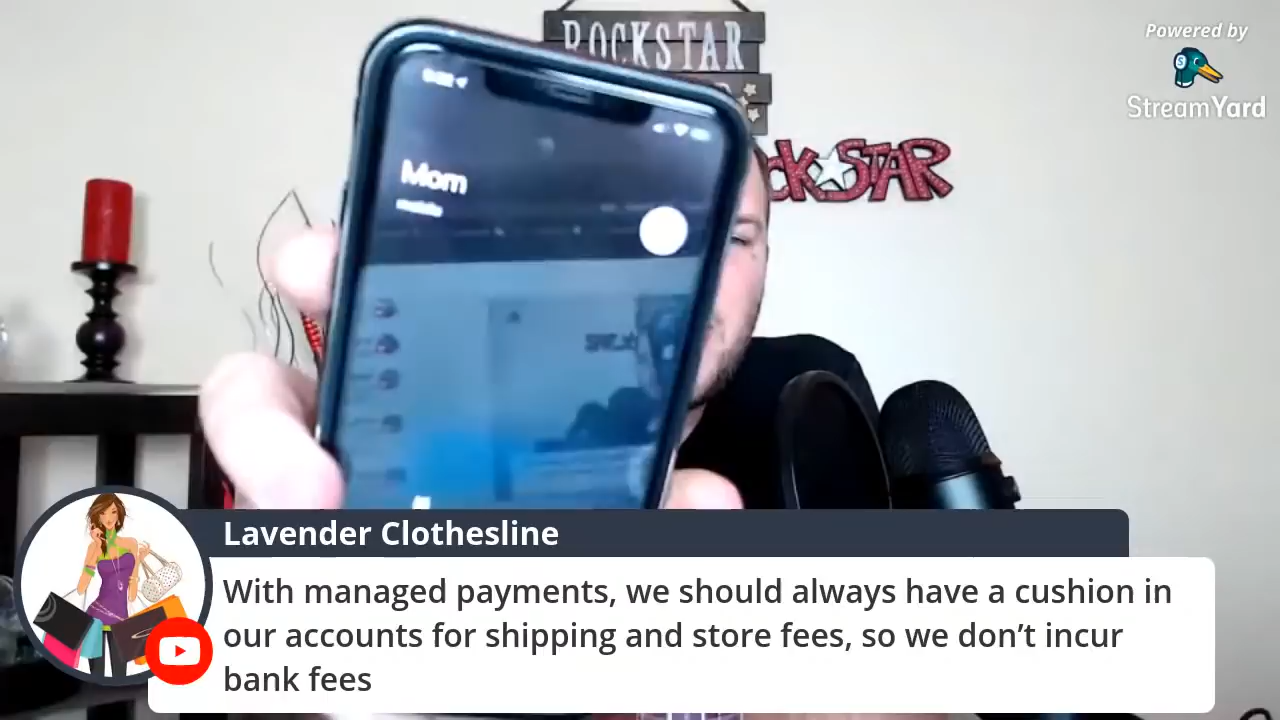 Powered by
StreamYard
ROCKSTAR
ckSTAR
Mom
Lavender Clothesline
With managed payments, we should always have a cushion in
our accounts for shipping and store fees, so we don’t incur
bank fees